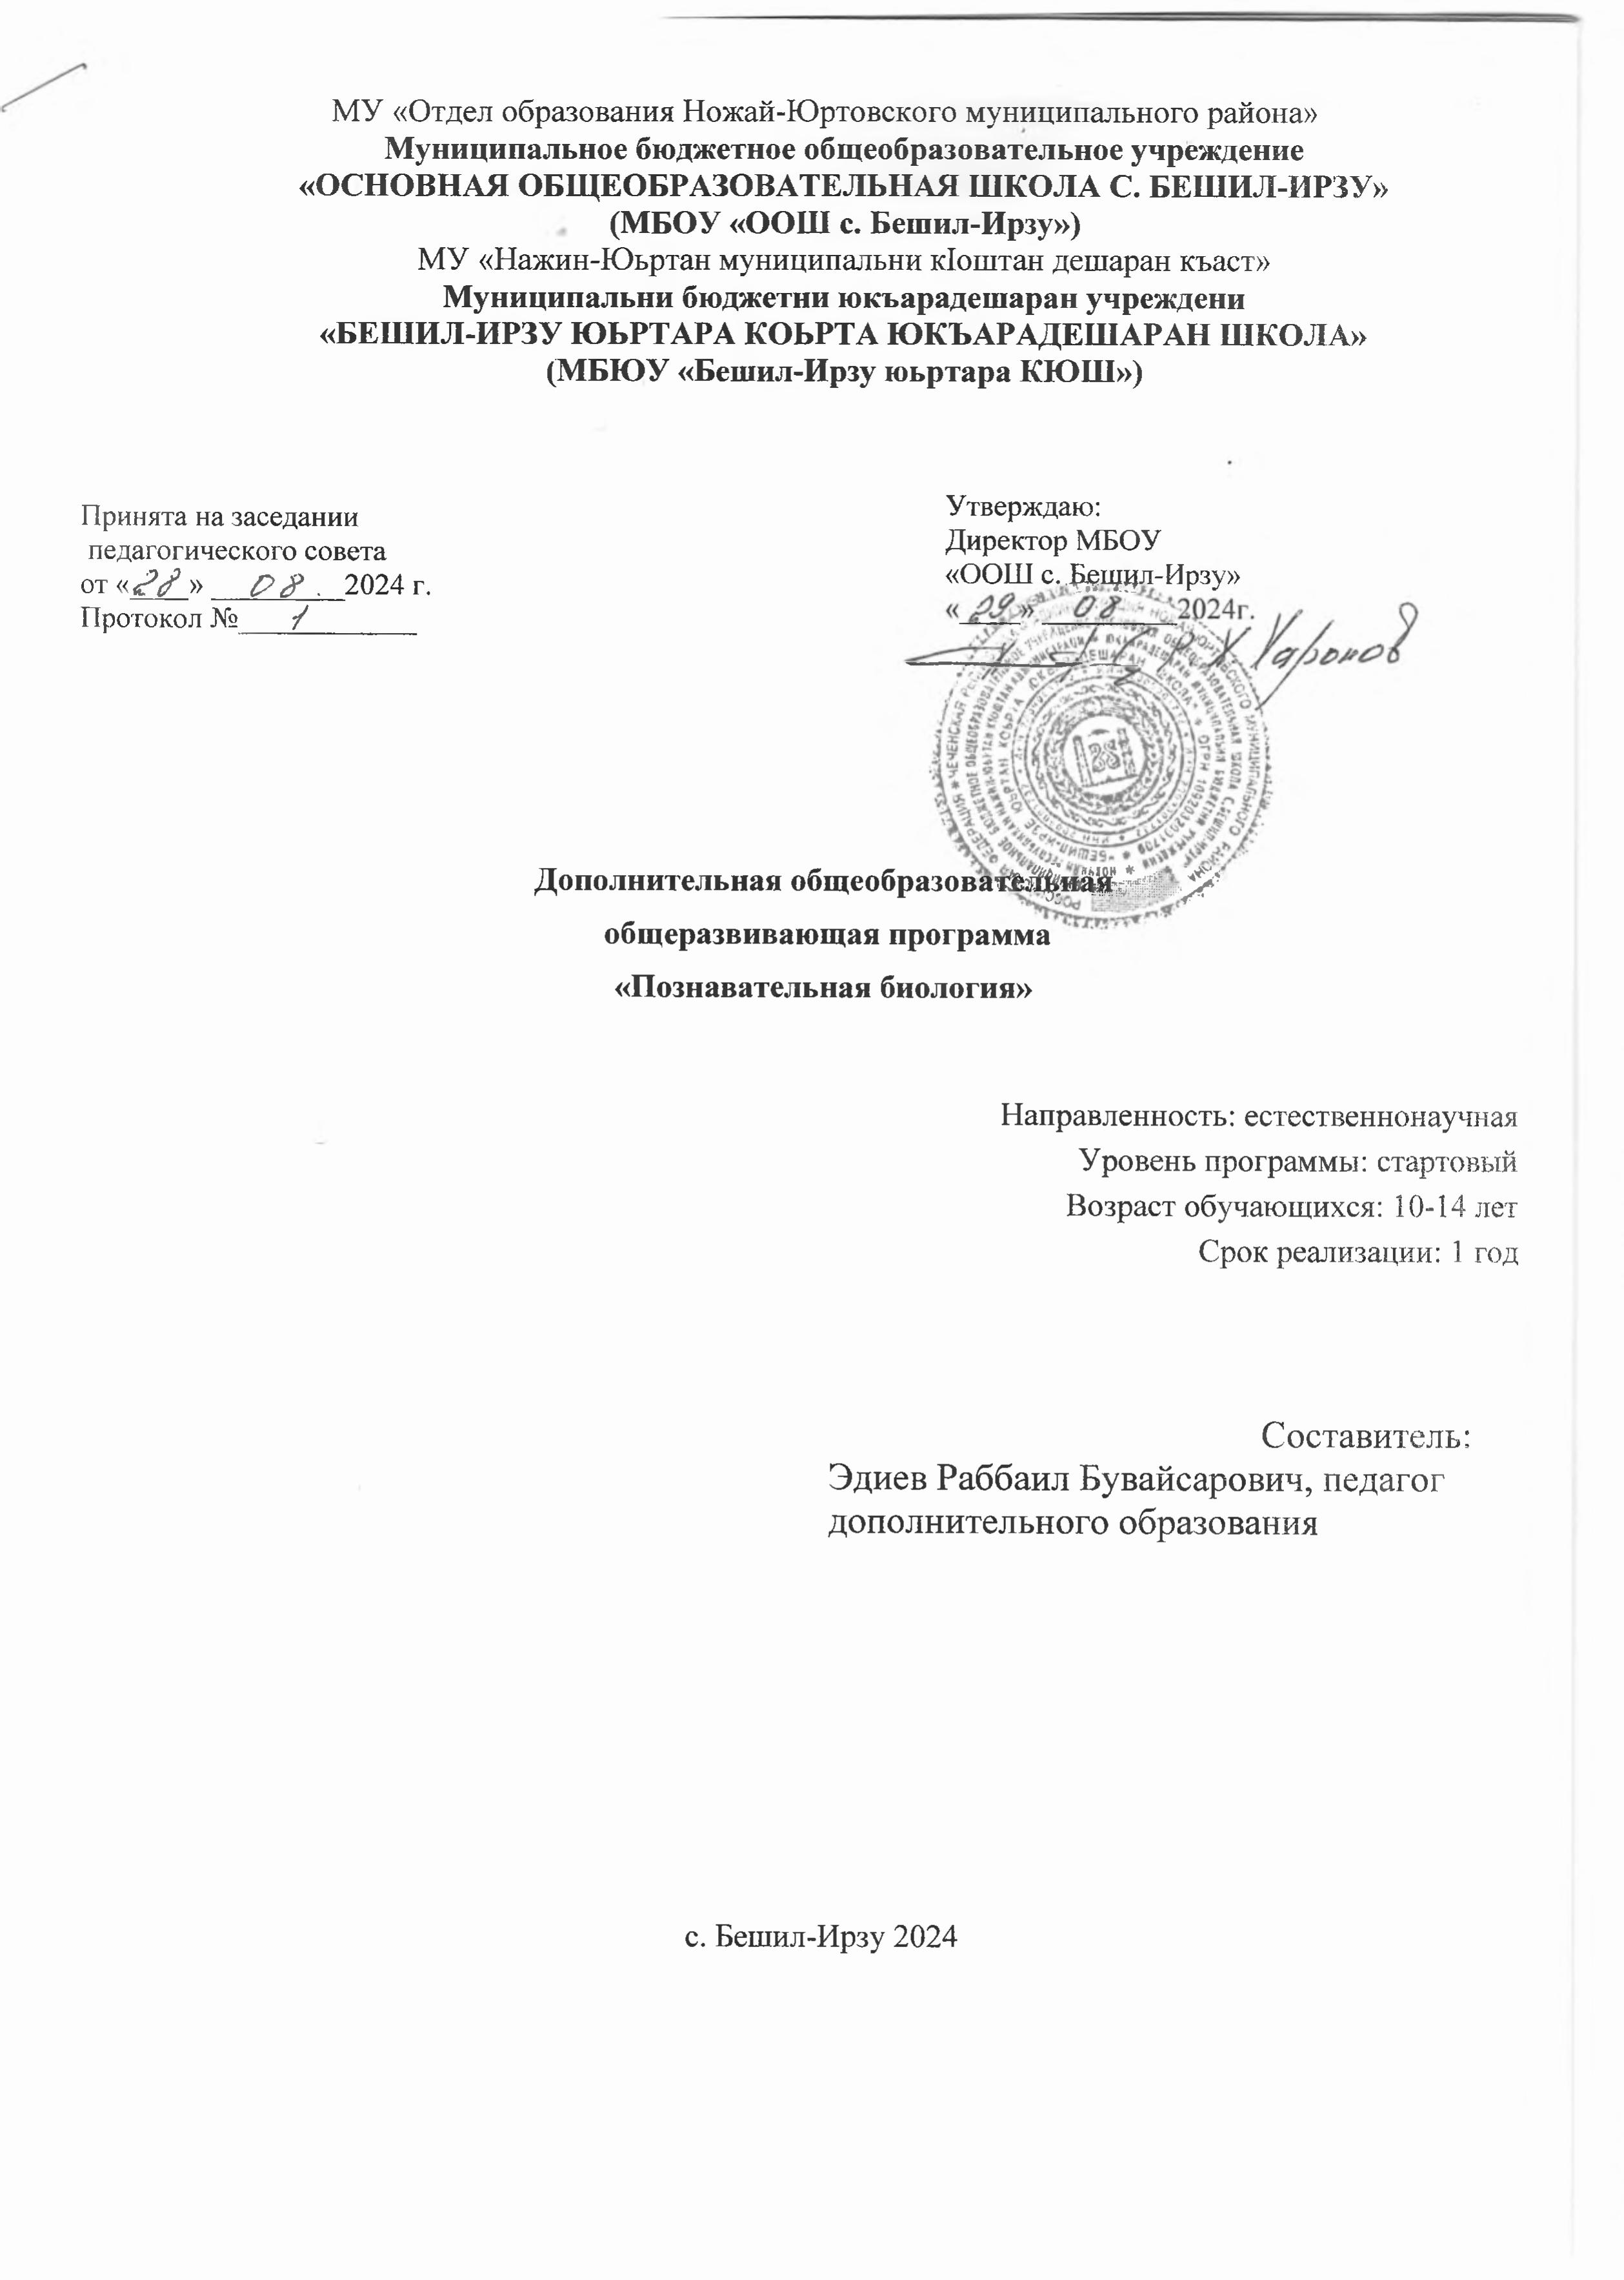 МУ «Отдел образования Ножай-Юртовского муниципального района»
Муниципальное бюджетное общеобразовательное учреждение
«ОСНОВНАЯ ОБЩЕОБРАЗОВАТЕЛЬНАЯ ШКОЛА С. БЕШИЛ-ИРЗУ»
(МБОУ «ООШ с. Бешил-Ирзу»)
МУ «Нажин-Юьртан муниципальни кӀоштан дешаран къаст»
Муниципальни бюджетни юкъарадешаран учреждени
«БЕШИЛ-ИРЗУ ЮЬРТАРА КОЬРТА ЮКЪАРАДЕШАРАН ШКОЛА»
(МБЮУ «Бешил-Ирзу юьртара КЮШ»)
Принята на заседании
педагогического совета
от «28» 08. 2024 г.
Протокол № 1
Утверждаю:
Директор МБОУ
«ООШ с. Бешил-Ирзу»
«29» 08 2024г.
Дополнительная общеобразовательная
общеразвивающая программа
«Познавательная биология»
Направленность: естественнонаучная
Уровень программы: стартовый
Возраст обучающихся: 10-14 лет
Срок реализации: 1 год
Составитель:
Эдиев Раббаил Бувайсарович, педагог
дополнительного образования
с. Бешил-Ирзу 2024